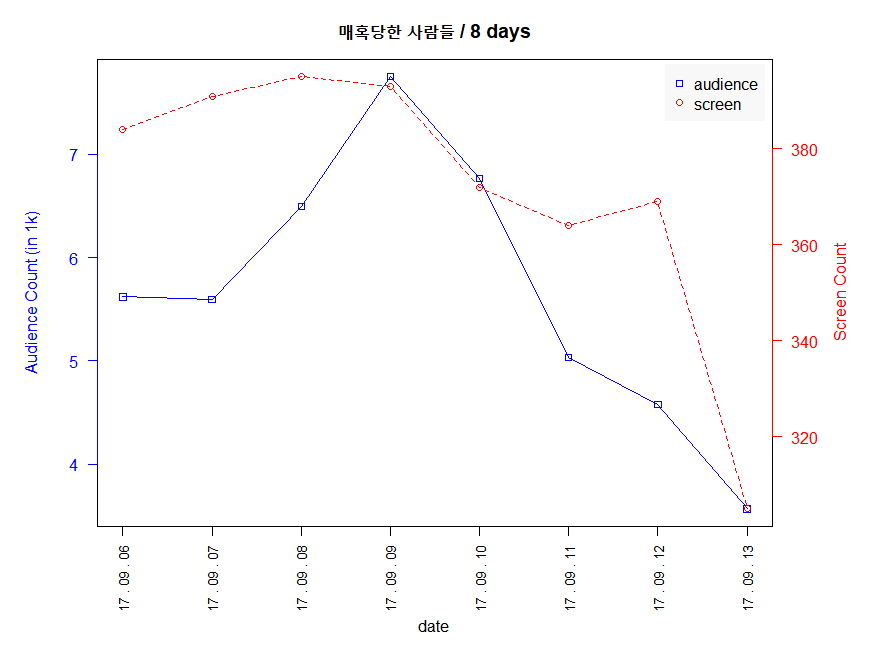 매혹당한 사람들 / 8 days
audience
screen
Audience Count (in 1k)
7
6
5
4
380
360
340
320
Screen Count
17 . 09 . 06
17 . 09 . 07
17 . 09 . 08
17 . 09 . 09
17 . 09 . 10
17 . 09 . 11
17 . 09 . 12
17 . 09 . 13
date